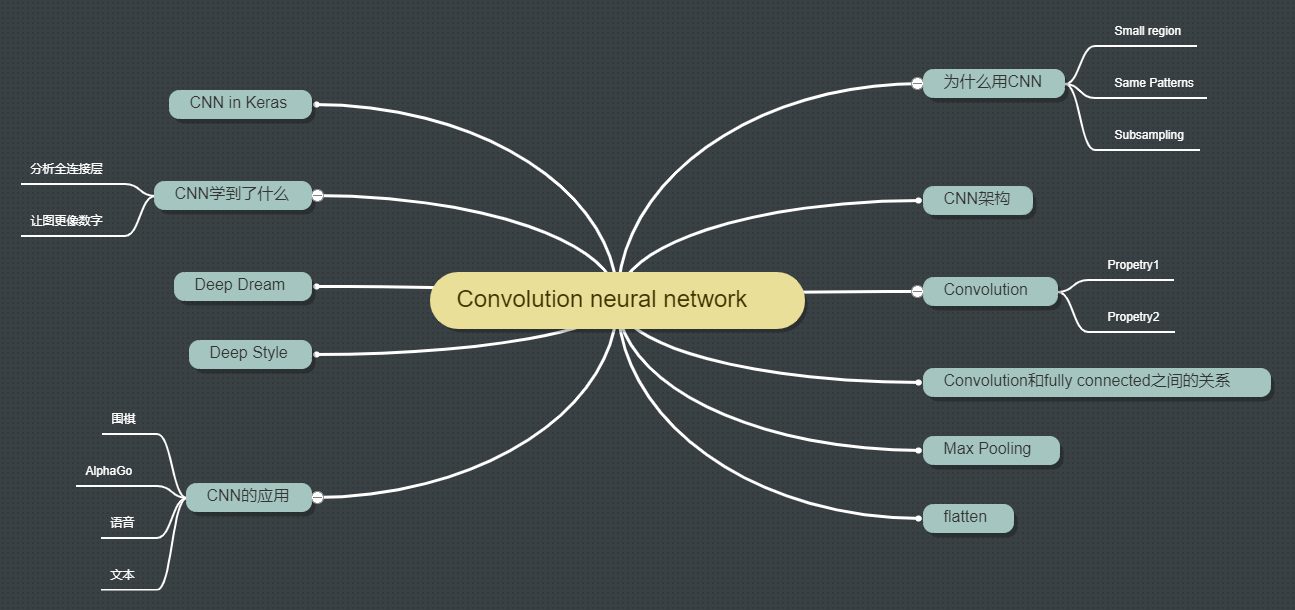 Convolution neural network
为什么用CNN
Small region
Same Patterns
Subsampling
CNN架构
Convolution
Propetry1
Propetry2
Convolution和fully connected之间的关系
Max Pooling
flatten
CNN in Keras
CNN学到了什么
分析全连接层
让图更像数字
Deep Dream
Deep Style
CNN的应用
围棋
AlphaGo
语音
文本